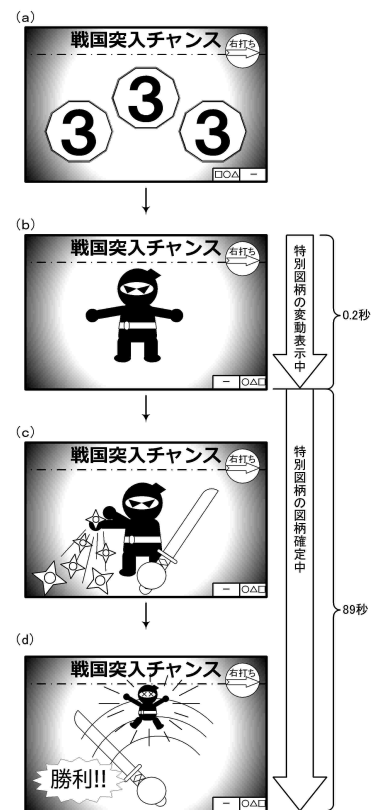 (a)
戦国突入チャンス
右打ち
3
3
3
□○△ −
(b)
戦国突入チャンス
右打ち
− ○△□
特別図柄の変動表示中
0.2秒
(c)
戦国突入チャンス
右打ち
− ○△□
特別図柄の図柄確定中
89秒
(d)
戦国突入チャンス
右打ち
勝利!!
− ○△□